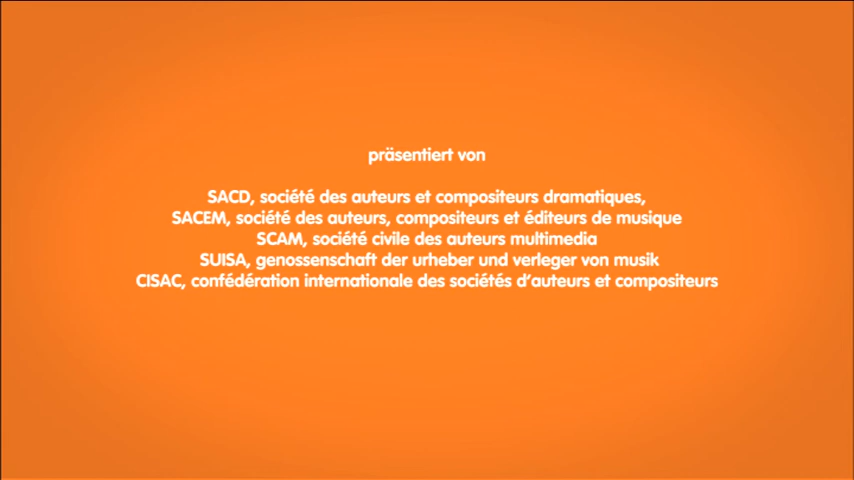 präsentiert von
SACD, société des auteurs et compositeurs dramatiques,
SACEM, société des auteurs, compositeurs et éditeurs de musique
SCAM, société civile des auteurs multimedia
SUISA, genossenschaft der urheber und verleger von musik
CISAC, confédération internationale des sociétés d'auteurs et compositeurs